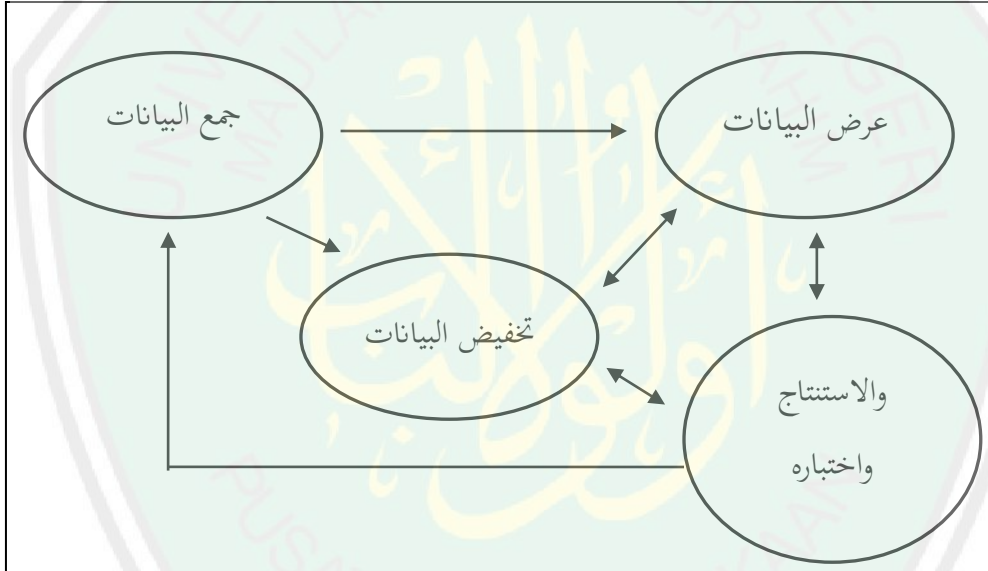 جمع البيانات
عرض البيانات
تخفيض البيانات
والاستنتاج
واختباره